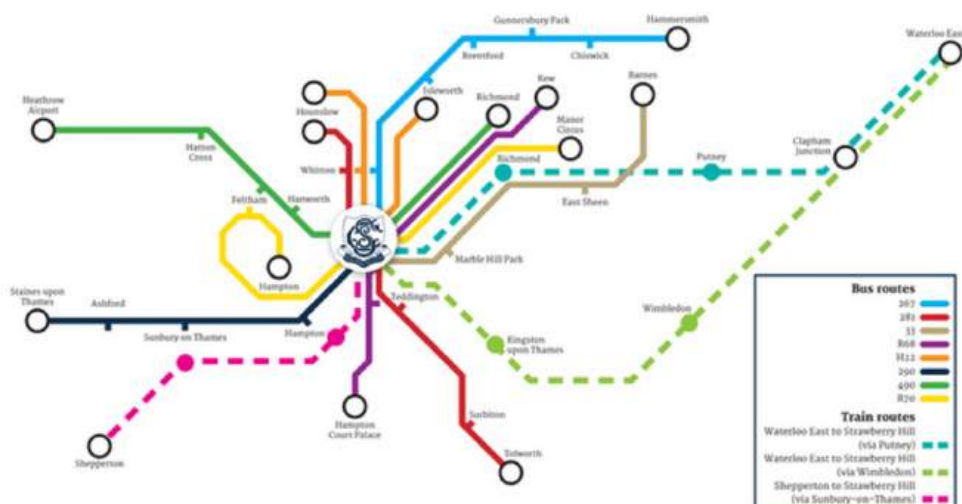 Gunnersbury Park
Hammersmith
Waterloo East
Brentford
Chiswick
Heathrow
Airport
Hounslow
Isleworth
Richmond
Kew
Barnes
Manor
Circus
Hatton
Cross
Whitton
Richmond
Putney
Clapham
Junction
Feltham
Hanworth
East Sheen
Marble Hill Park
Hampton
Staines upon
Thames
Ashford
Sunbury on Thames
Hampton
Teddington
Kingston
upon Thames
Wimbledon
Hampton
Court Palace
Surbiton
Tolworth
Shepperton
Bus routes
267
281
33
R68
H22
290
490
R70
Train routes
Waterloo East to Strawberry Hill
(via Putney)
Waterloo East to Strawberry Hill
(via Wimbledon)
Shepperton to Strawberry Hill
(via Sunbury-on-Thames)